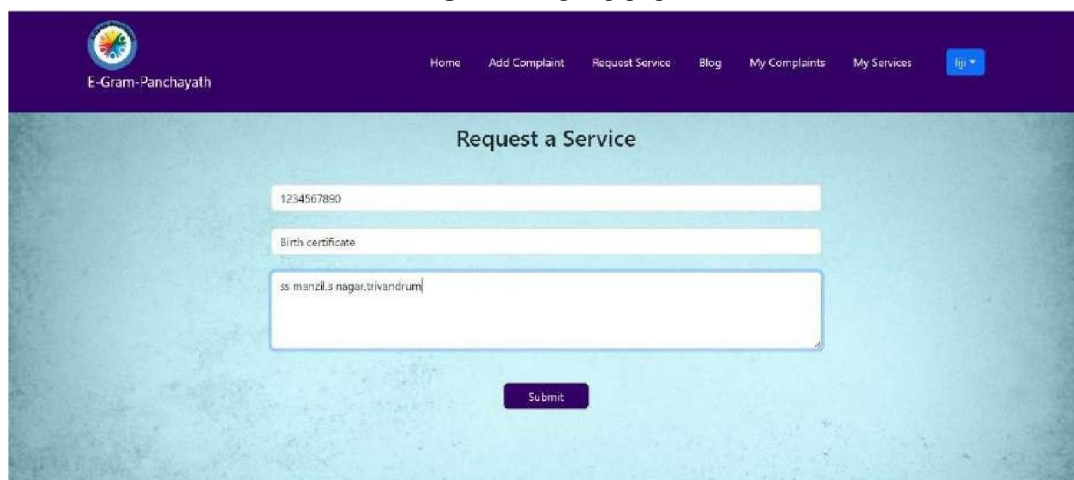 Home Add Complaint Request Service Blog My Complaints My Services
E-Gram-Panchayath
Request a Service
1234567890
Birth certificate
ss manzil,s nagar,trivandrum
Submit